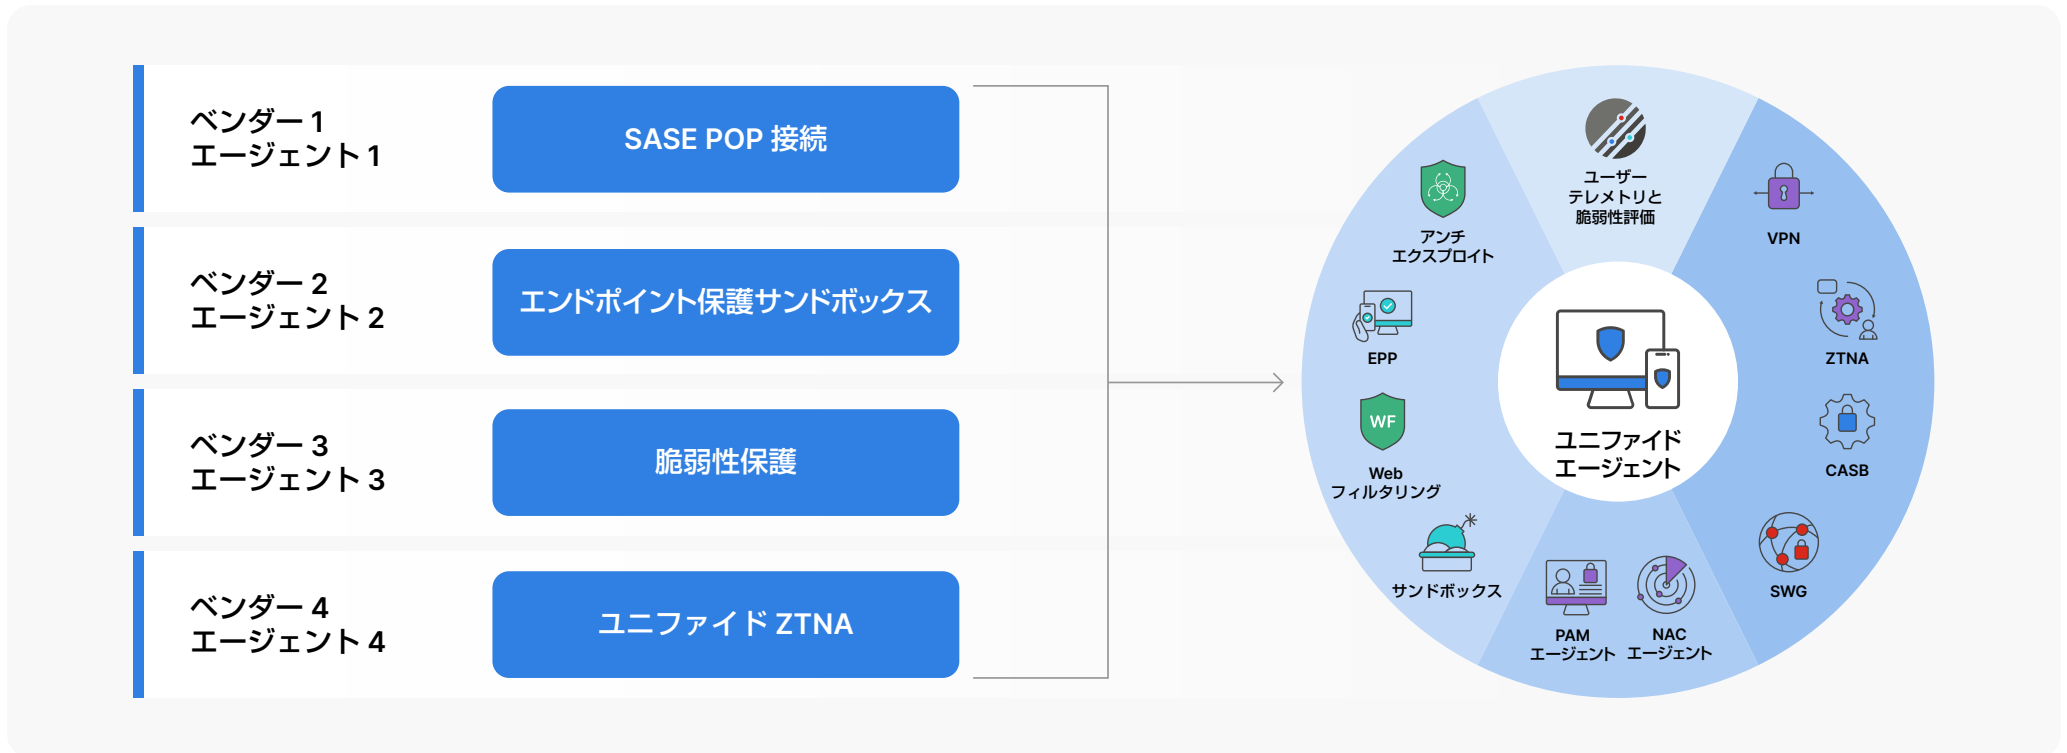 ベンダー 1
エージェント 1
SASE POP 接続
ベンダー 2
エージェント 2
エンドポイント保護サンドボックス
ベンダー 3
エージェント 3
脆弱性保護
ベンダー 4
エージェント 4
ユニファイド ZTNA
ユーザー
テレメトリと
脆弱性評価
アンチ
エクスプロイト
EPP
WF
Web
フィルタリング
サンドボックス
VPN
ZTNA
CASB
SWG
PAM
エージェント
NAC
エージェント
ユニファイド
エージェント